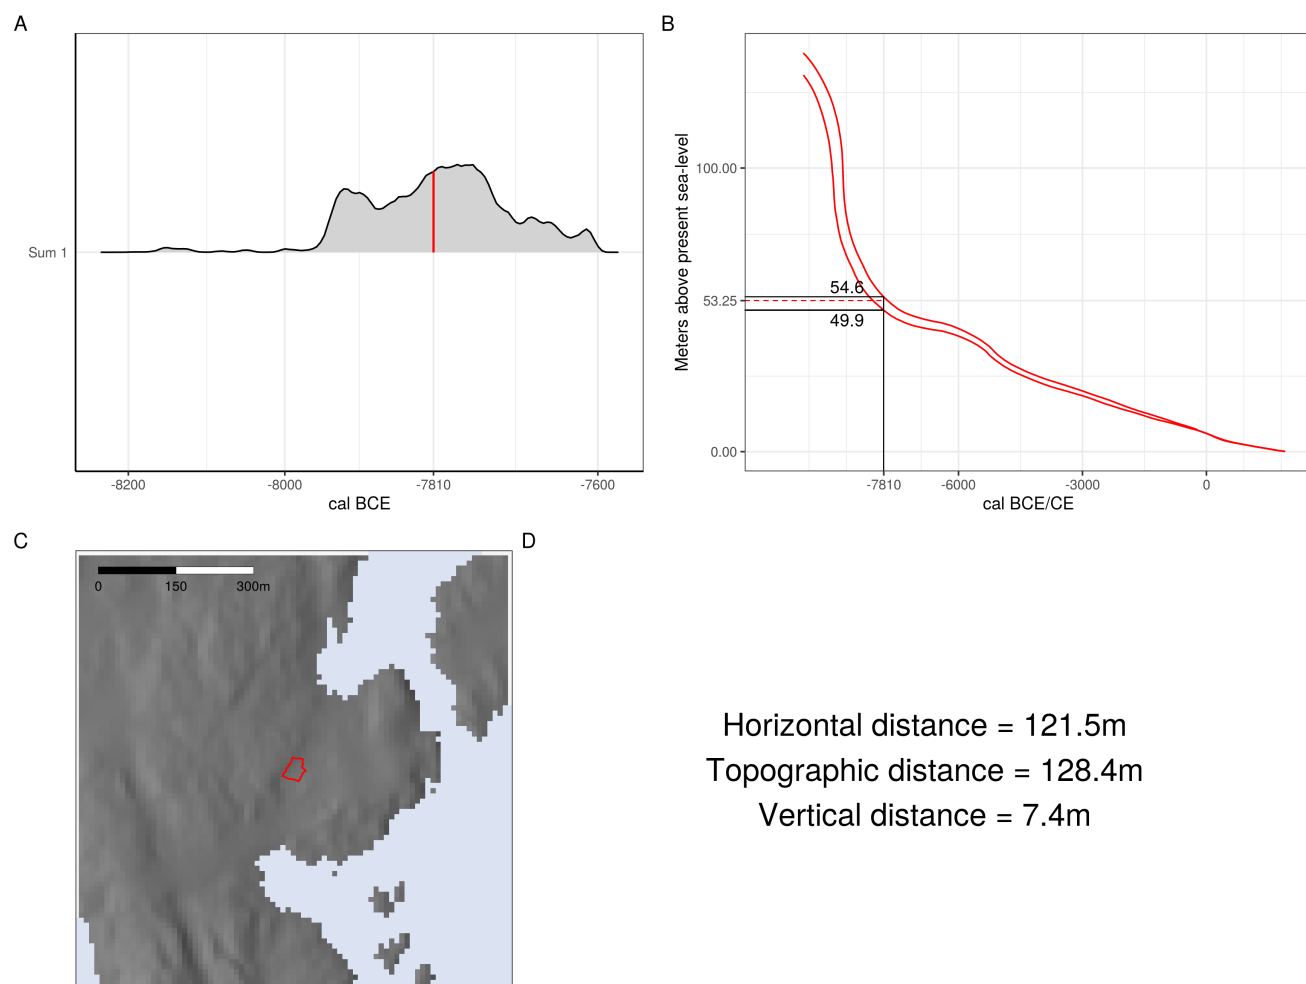 A
Sum 1
-8200 -8000 -7810 -7600
cal BCE
B
Meters above present sea-level
100.00
53.25
0.00
54.6
49.9
-7810 -6000 -3000 0
cal BCE/CE
C
0 150 300m
D
Horizontal distance = 121.5m
Topographic distance = 128.4m
Vertical distance = 7.4m